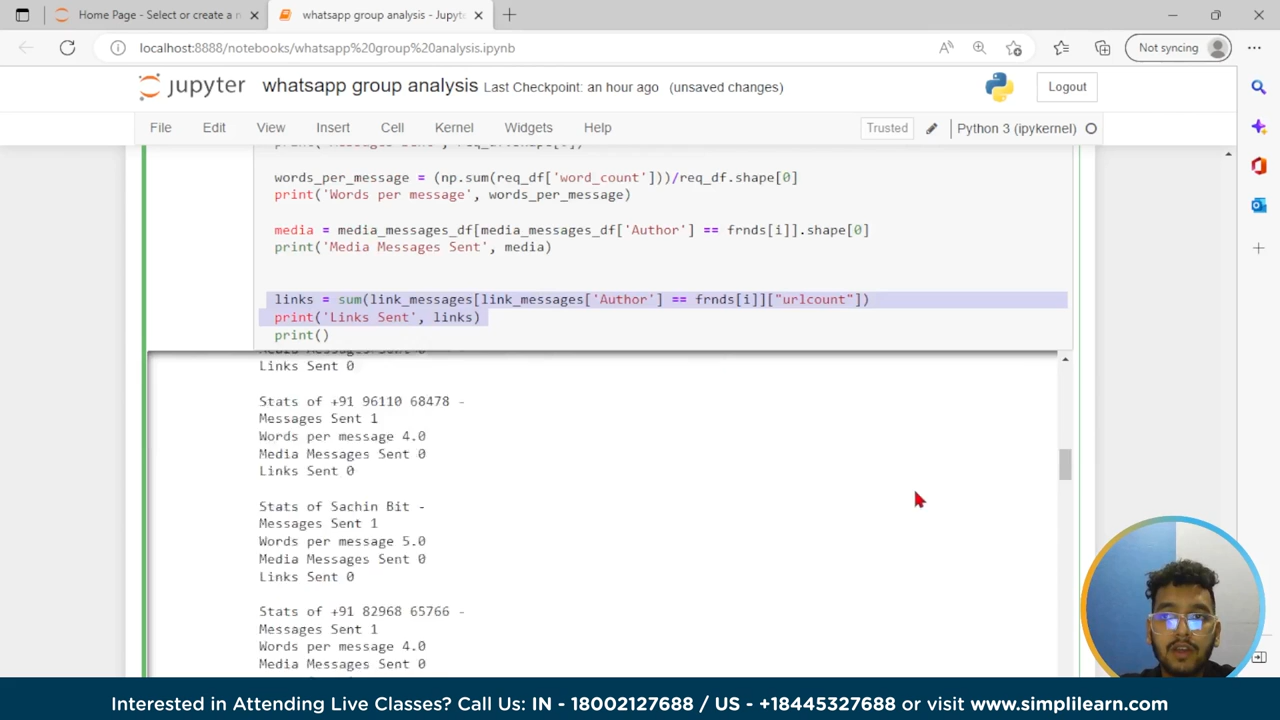 Home Page - Select or create a n
whatsapp group analysis - Jupyte
localhost:8888/notebooks/whatsapp%20group%20analysis.ipynb
Not syncing
jupyter whatsapp group analysis Last Checkpoint: an hour ago (unsaved changes)
Logout
File Edit View Insert Cell Kernel Widgets Help
Trusted
Python 3 (ipykernel)
words_per_message = (np.sum(req_df['word_count']))/req_df.shape[0]
print('Words per message', words_per_message)
media = media_messages_df[media_messages_df['Author'] == frnds[i]].shape[0]
print('Media Messages Sent', media)
links = sum(link_messages[link_messages['Author'] == frnds[i]]["urlcount"])
print('Links Sent', links)
print()
Links Sent 0
Stats of +91 96110 68478 -
Messages Sent 1
Words per message 4.0
Media Messages Sent 0
Links Sent 0
Stats of Sachin Bit -
Messages Sent 1
Words per message 5.0
Media Messages Sent 0
Links Sent 0
Stats of +91 82968 65766 -
Messages Sent 1
Words per message 4.0
Media Messages Sent 0
Interested in Attending Live Classes? Call Us: IN - 18002127688 / US - +18445327688 or visit www.simplilearn.com